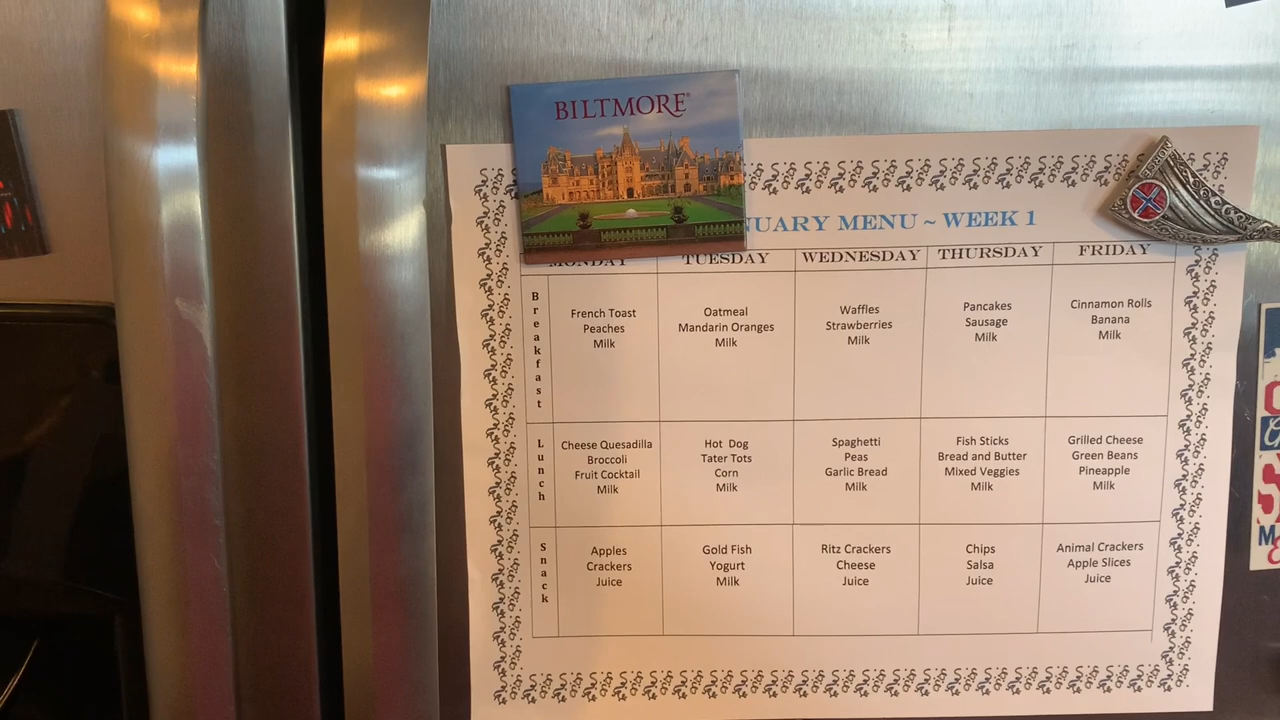 BILTMORE®
NUARY MENU ~ WEEK 1
MONDAY TUESDAY WEDNESDAY THURSDAY FRIDAY
Breakfast
French Toast
Peaches
Milk
Oatmeal
Mandarin Oranges
Milk
Waffles
Strawberries
Milk
Pancakes
Sausage
Milk
Cinnamon Rolls
Banana
Milk
Lunch
Cheese Quesadilla
Broccoli
Fruit Cocktail
Milk
Hot Dog
Tater Tots
Corn
Milk
Spaghetti
Peas
Garlic Bread
Milk
Fish Sticks
Bread and Butter
Mixed Veggies
Milk
Grilled Cheese
Green Beans
Pineapple
Milk
Snack
Apples
Crackers
Juice
Gold Fish
Yogurt
Milk
Ritz Crackers
Cheese
Juice
Chips
Salsa
Juice
Animal Crackers
Apple Slices
Juice